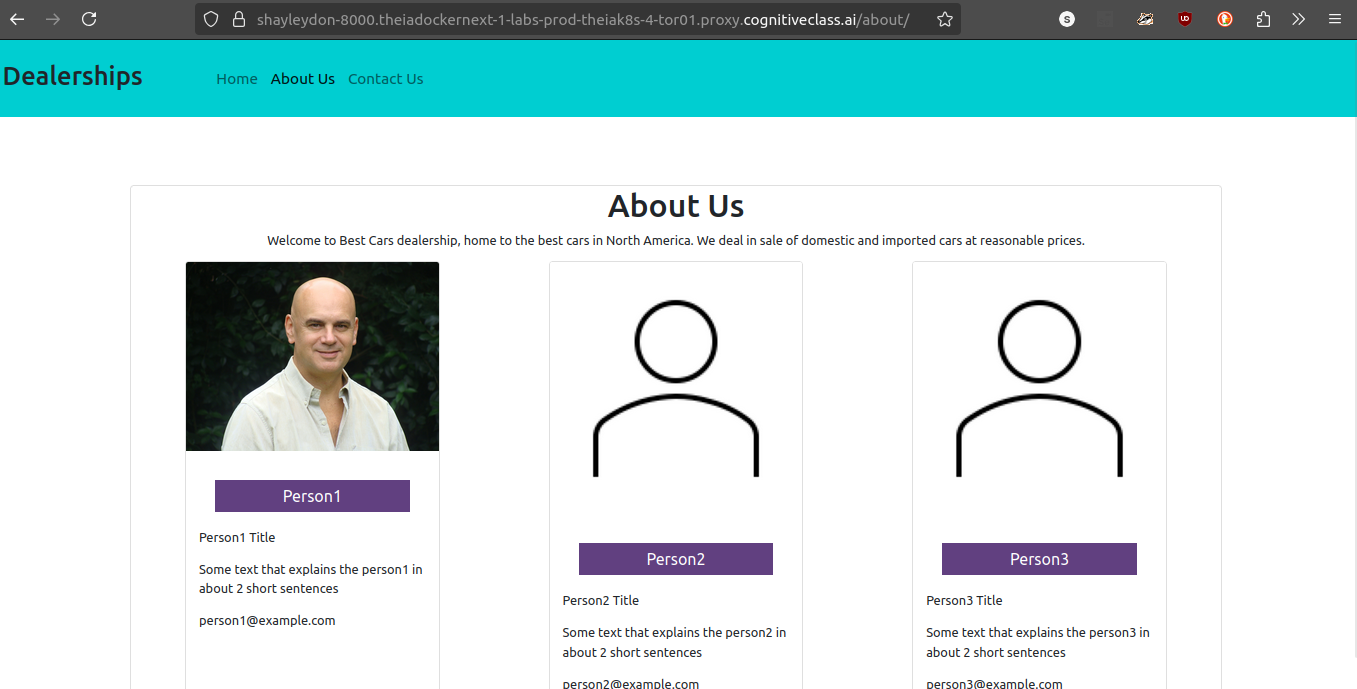 shayleydon-8000.theiadockernext-1-labs-prod-theiak8s-4-tor01.proxy.cognitiveclass.ai/about/
S
UD
Dealerships
Home About Us Contact Us
About Us
Welcome to Best Cars dealership, home to the best cars in North America. We deal in sale of domestic and imported cars at reasonable prices.
Person1
Person1 Title
Some text that explains the person1 in
about 2 short sentences
person1@example.com
Person2
Person2 Title
Some text that explains the person2 in
about 2 short sentences
person2@example.com
Person3
Person3 Title
Some text that explains the person3 in
about 2 short sentences
person3@example.com